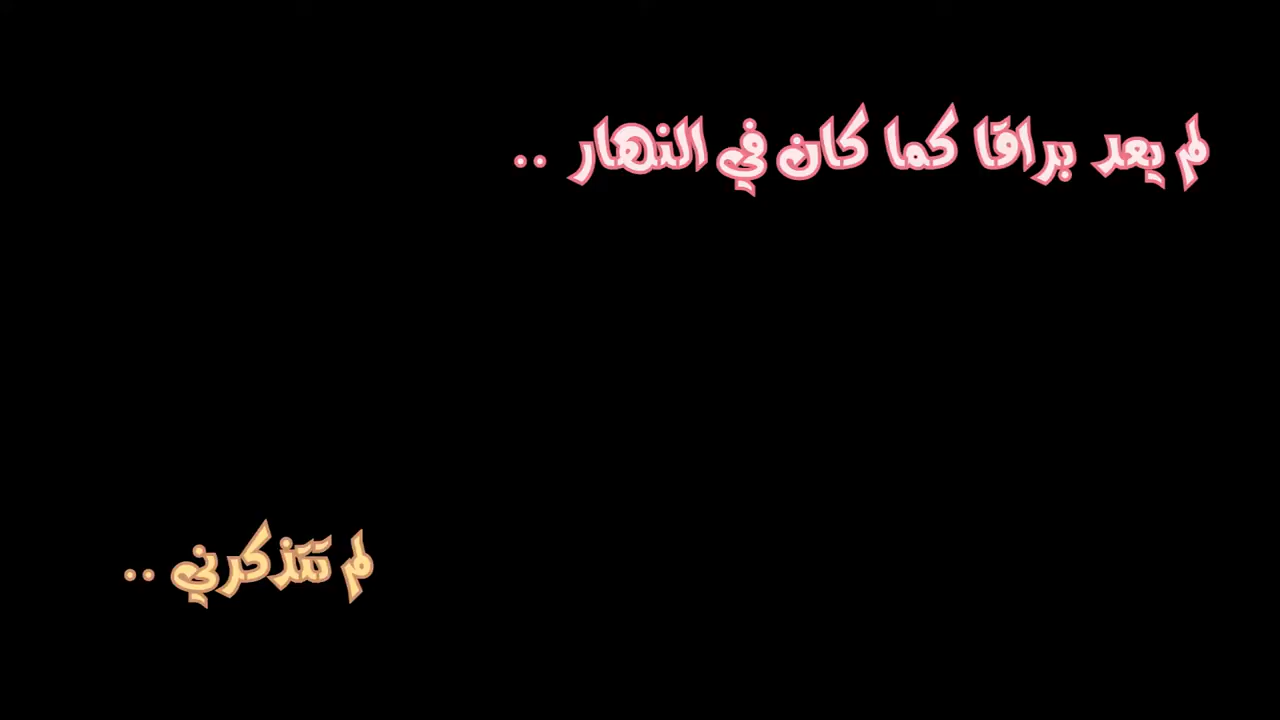 لم يعد براقا كما كان في النهار ..
لم تتذكرني ..